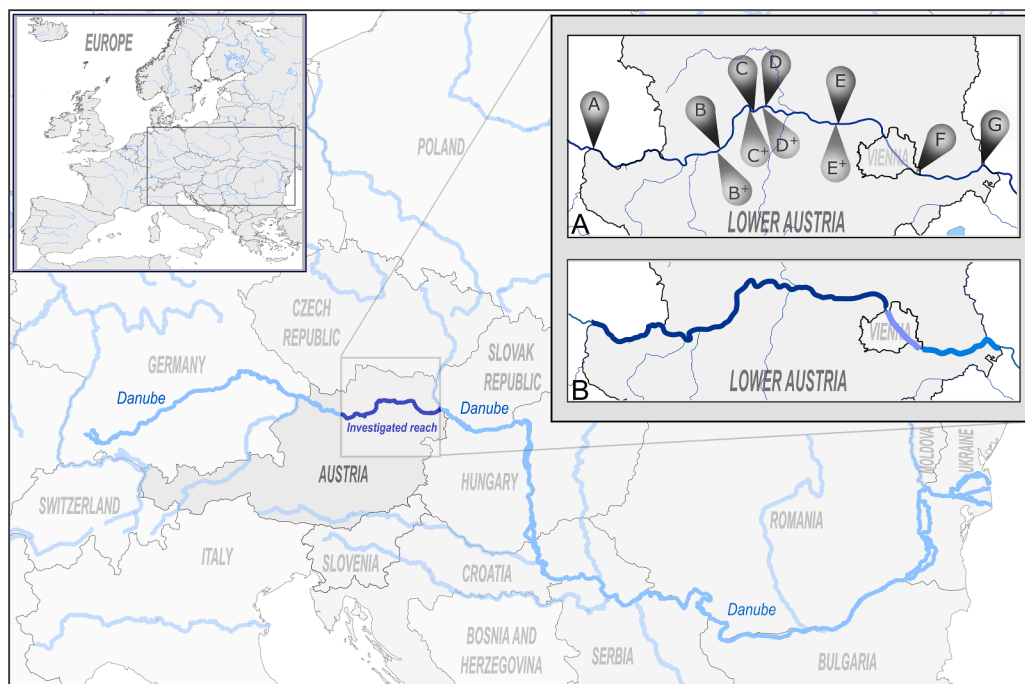 EUROPE
POLAND
CZECH
REPUBLIC
GERMANY
SLOVAK
REPUBLIC
Danube
Danube
Investigated reach
AUSTRIA
SWITZERLAND
HUNGARY
MOLDOVA
UKRAINE
ROMANIA
ITALY
SLOVENIA
CROATIA
Danube
BOSNIA AND
HERZEGOVINA
SERBIA
BULGARIA
A
B
C
D
E
F
G
B+
C+
D+
E+
VIENNA
LOWER AUSTRIA
A
VIENNA
LOWER AUSTRIA
B